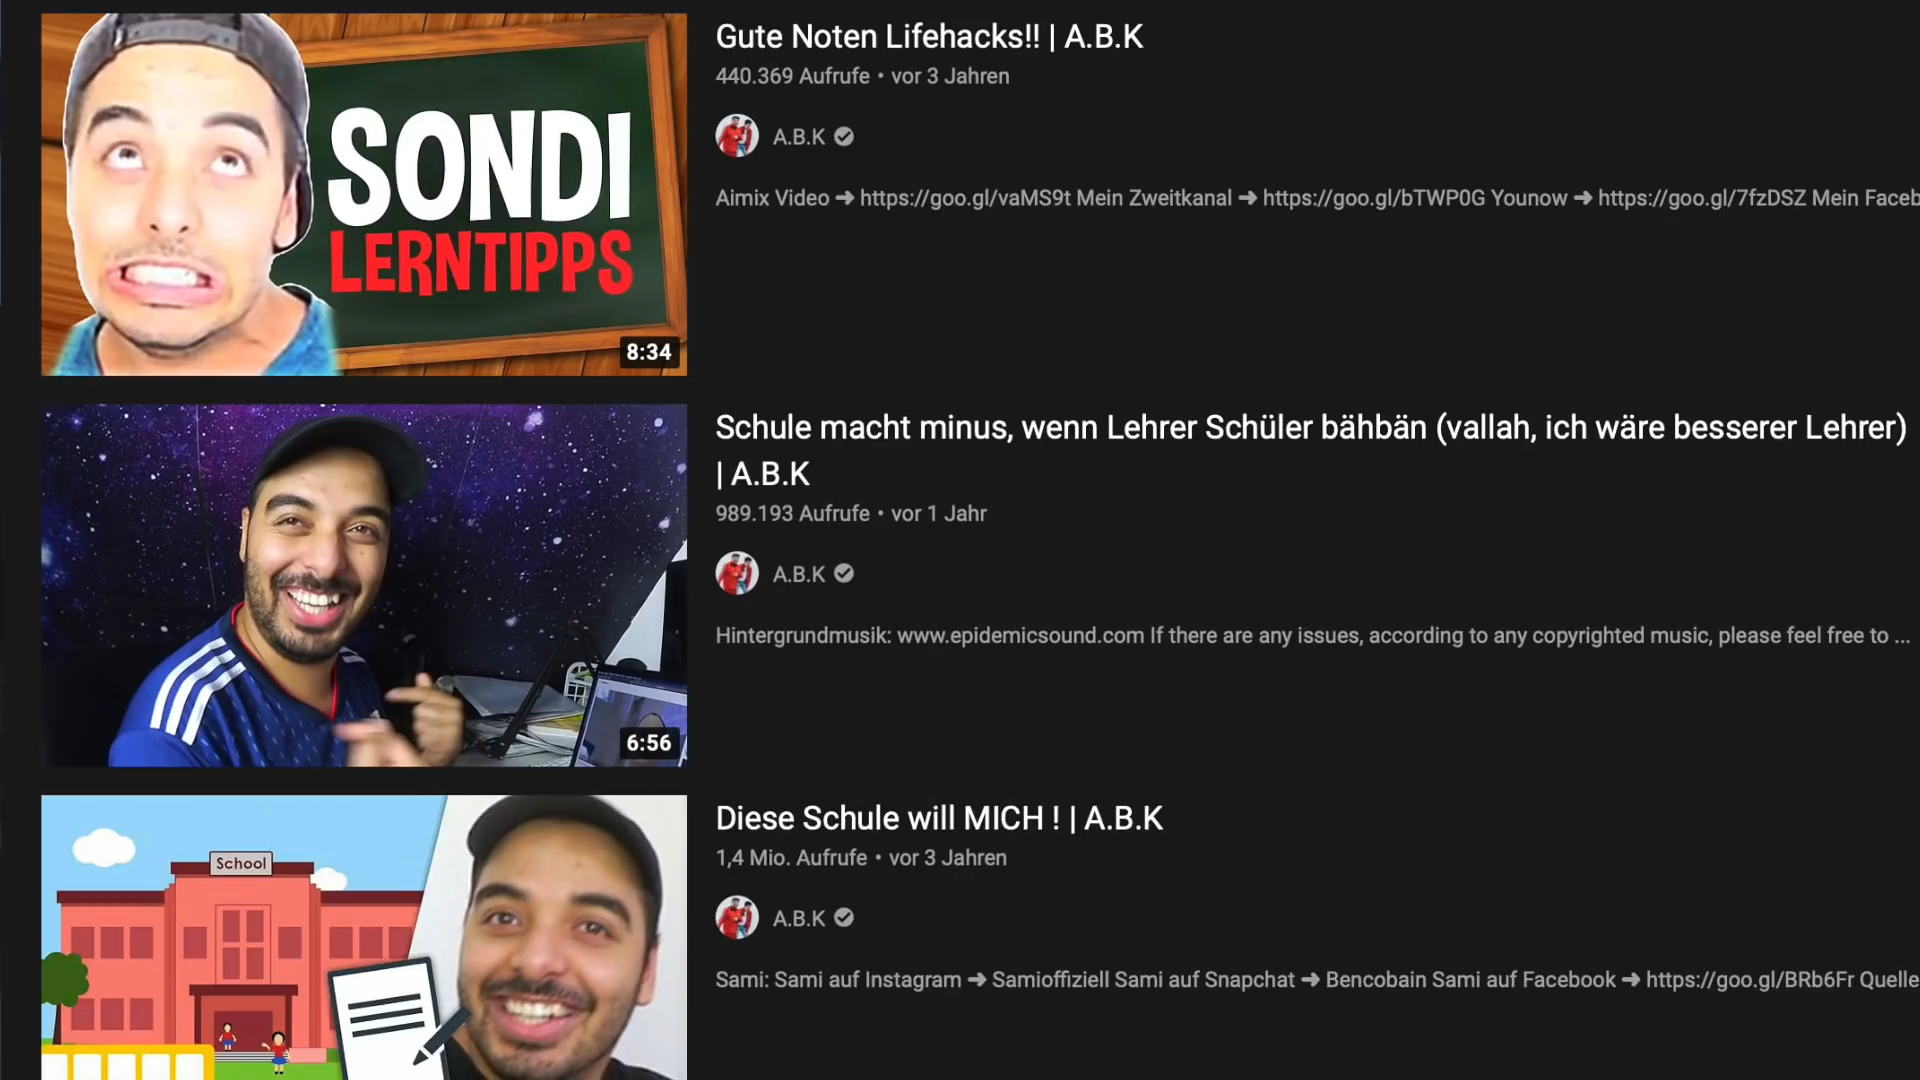 SONDI
LERNTIPPS
8:34
Gute Noten Lifehacks!! | A.B.K
440.369 Aufrufe • vor 3 Jahren
A.B.K
Aimix Video ➜ https://goo.gl/vaMS9t Mein Zweitkanal ➜ https://goo.gl/bTWP0G Younow ➜ https://goo.gl/7fzDSZ Mein Faceb
6:56
Schule macht minus, wenn Lehrer Schüler bähbän (vallah, ich wäre besserer Lehrer)
| A.B.K
989.193 Aufrufe • vor 1 Jahr
A.B.K
Hintergrundmusik: www.epidemicsound.com If there are any issues, according to any copyrighted music, please feel free to ...
School
Diese Schule will MICH ! | A.B.K
1,4 Mio. Aufrufe • vor 3 Jahren
A.B.K
Sami: Sami auf Instagram ➜ Samioffiziell Sami auf Snapchat ➜ Bencobain Sami auf Facebook ➜ https://goo.gl/BRb6Fr Quelle